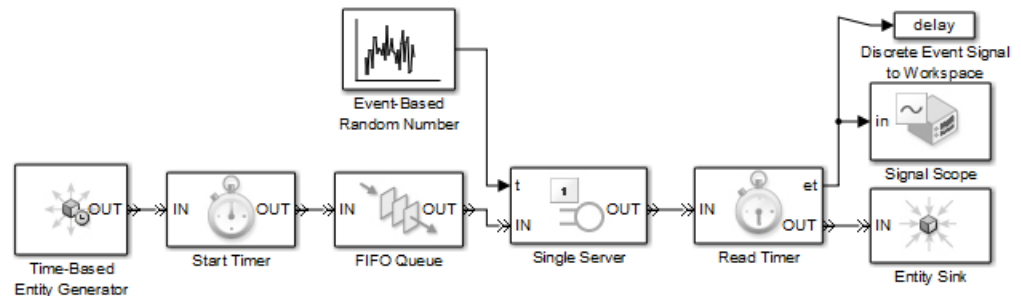 delay
Discrete Event Signal
to Workspace
Event-Based
Random Number
in
Signal Scope
OUT
Time-Based
Entity Generator
IN
OUT
Start Timer
IN
OUT
FIFO Queue
t
1
IN
OUT
Single Server
et
IN
OUT
Read Timer
IN
Entity Sink